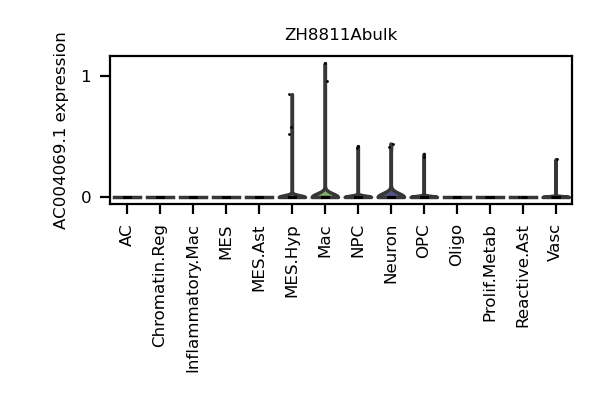 ZH8811Abulk
AC004069.1 expression
1
0
AC
Chromatin.Reg
Inflammatory.Mac
MES
MES.Ast
MES.Hyp
Mac
NPC
Neuron
OPC
Oligo
Prolif.Metab
Reactive.Ast
Vasc